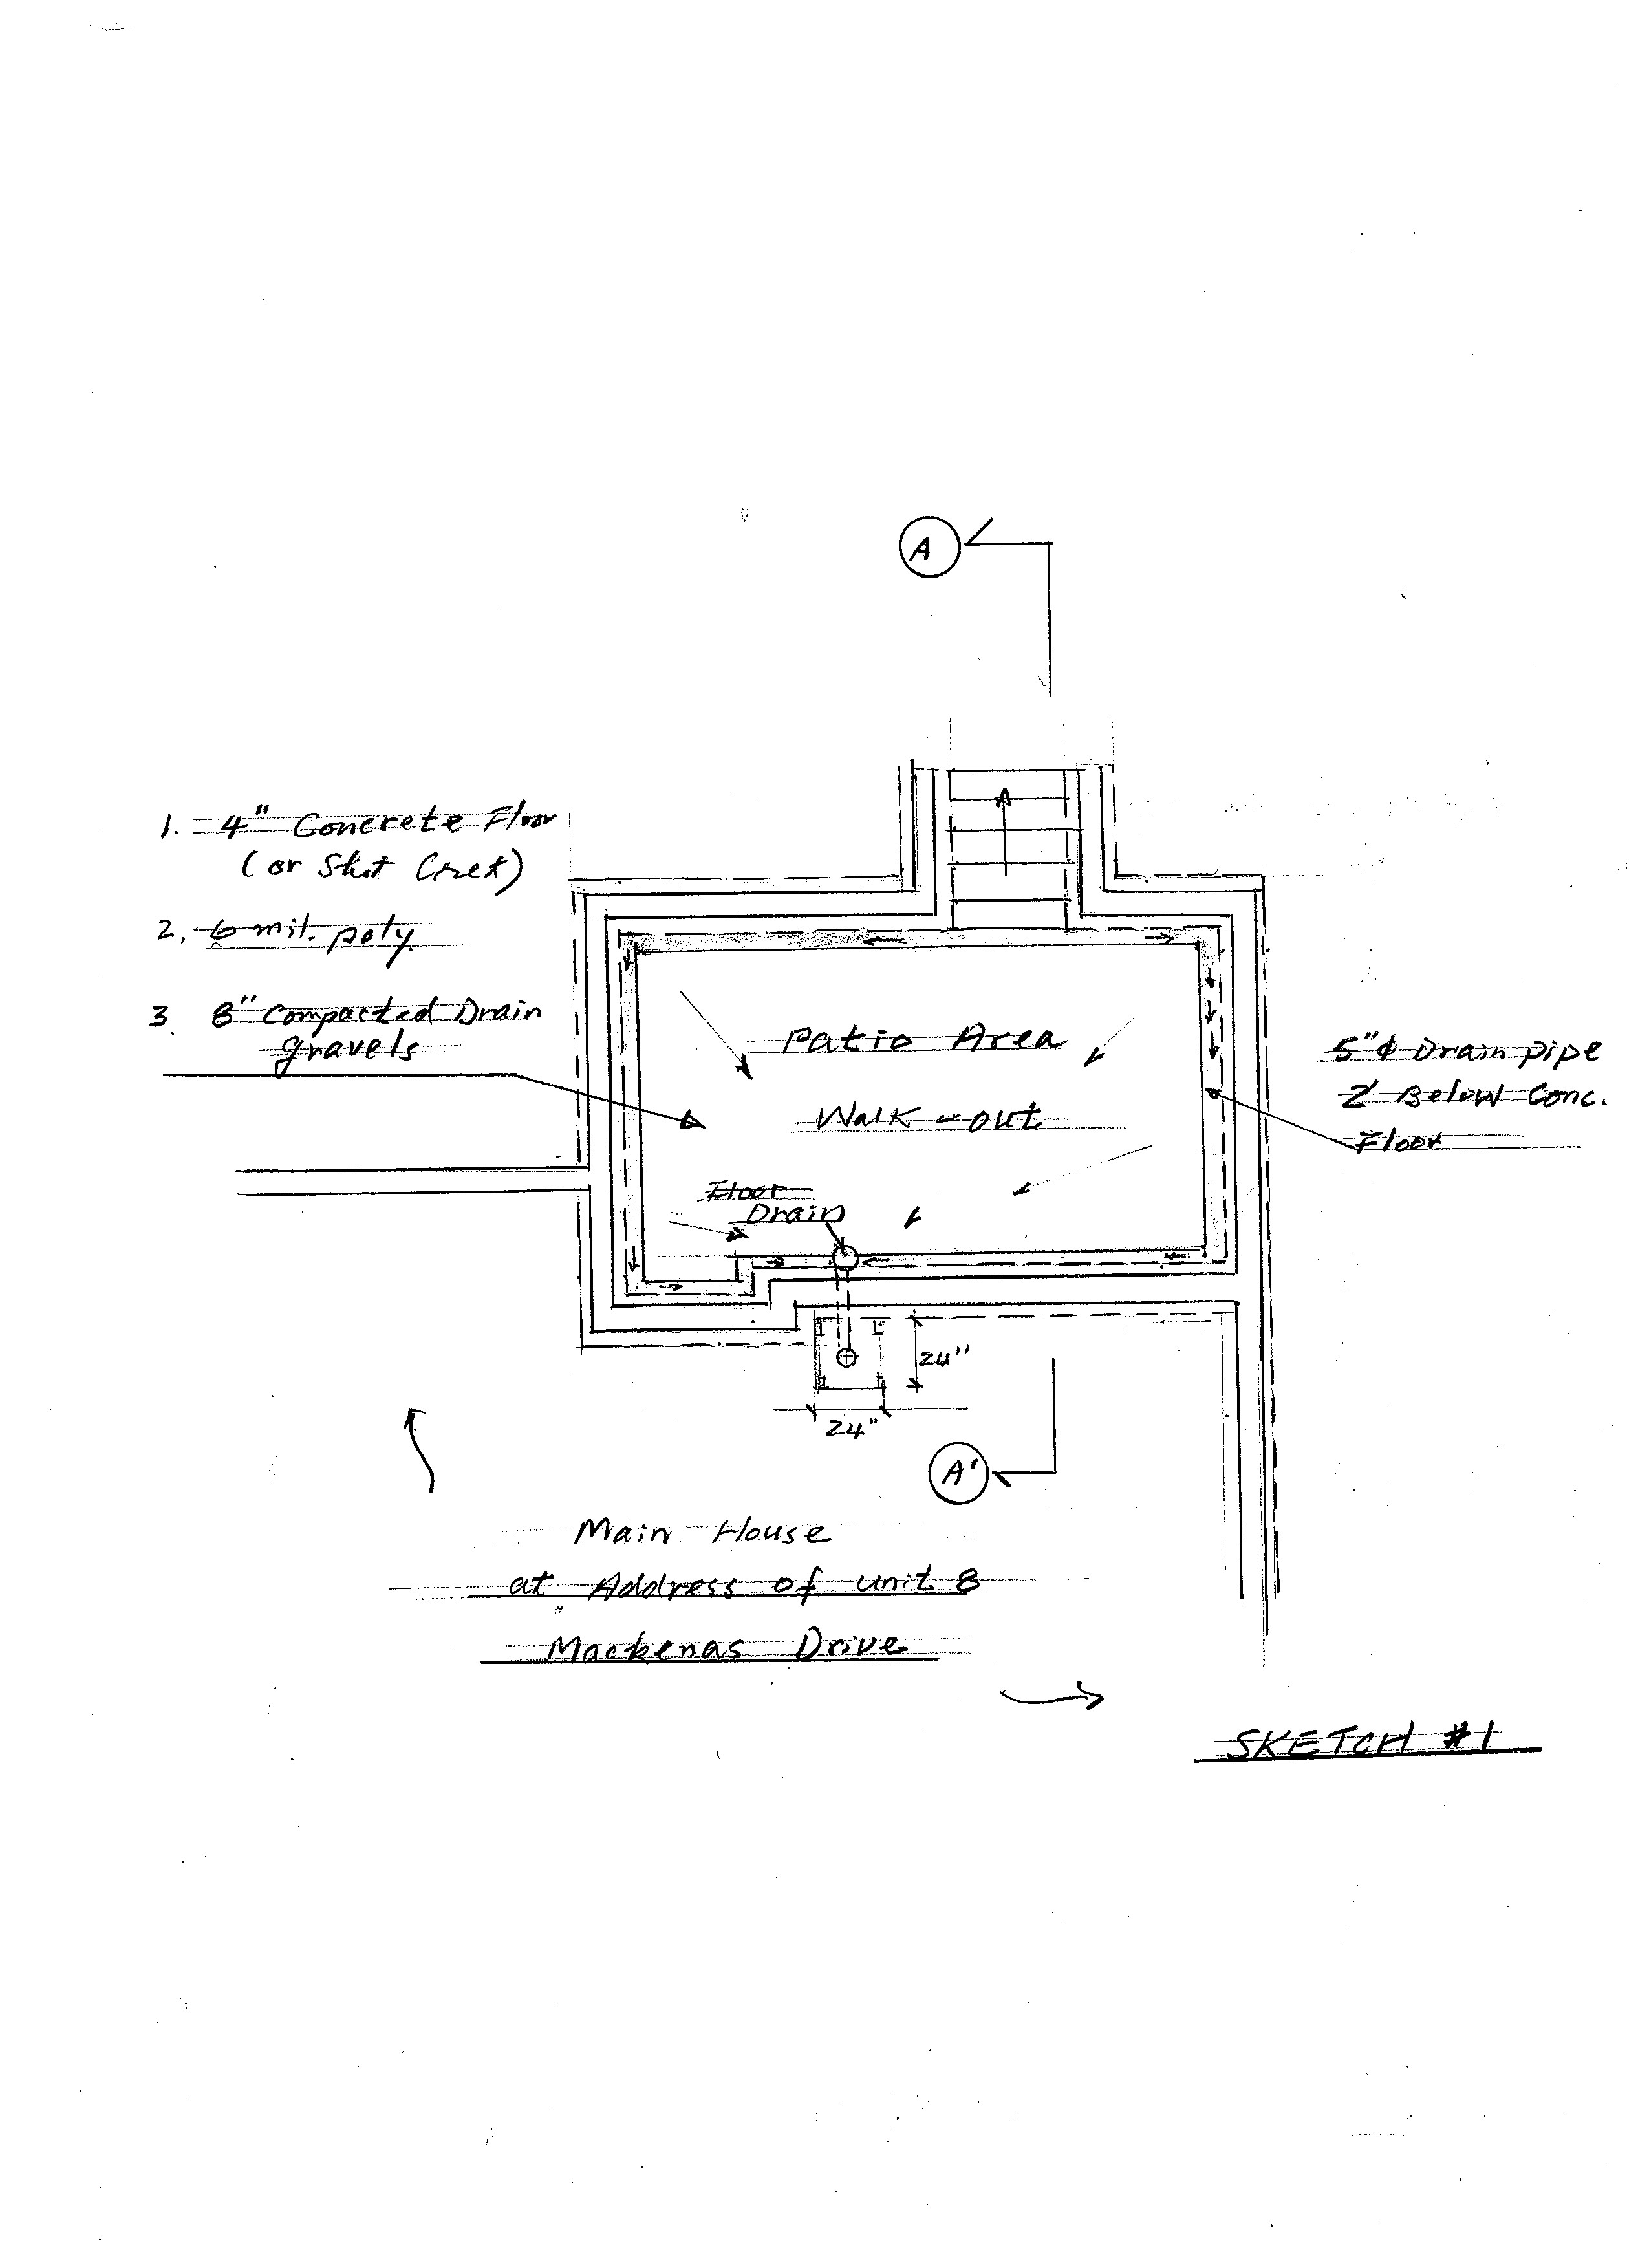 A
1. 4" Concrete Floor
(or Shot Cret)
2. 6 mil. poly.
3 8" Compacted Drain
gravels
Patio Area
Walk-out
5"ϕ Drain pipe
2' Below Conc.
Floor
Floor
Drain
24"
24"
A'
Main House
at Address of unit 8
Mackenas Drive
SKETCH #1